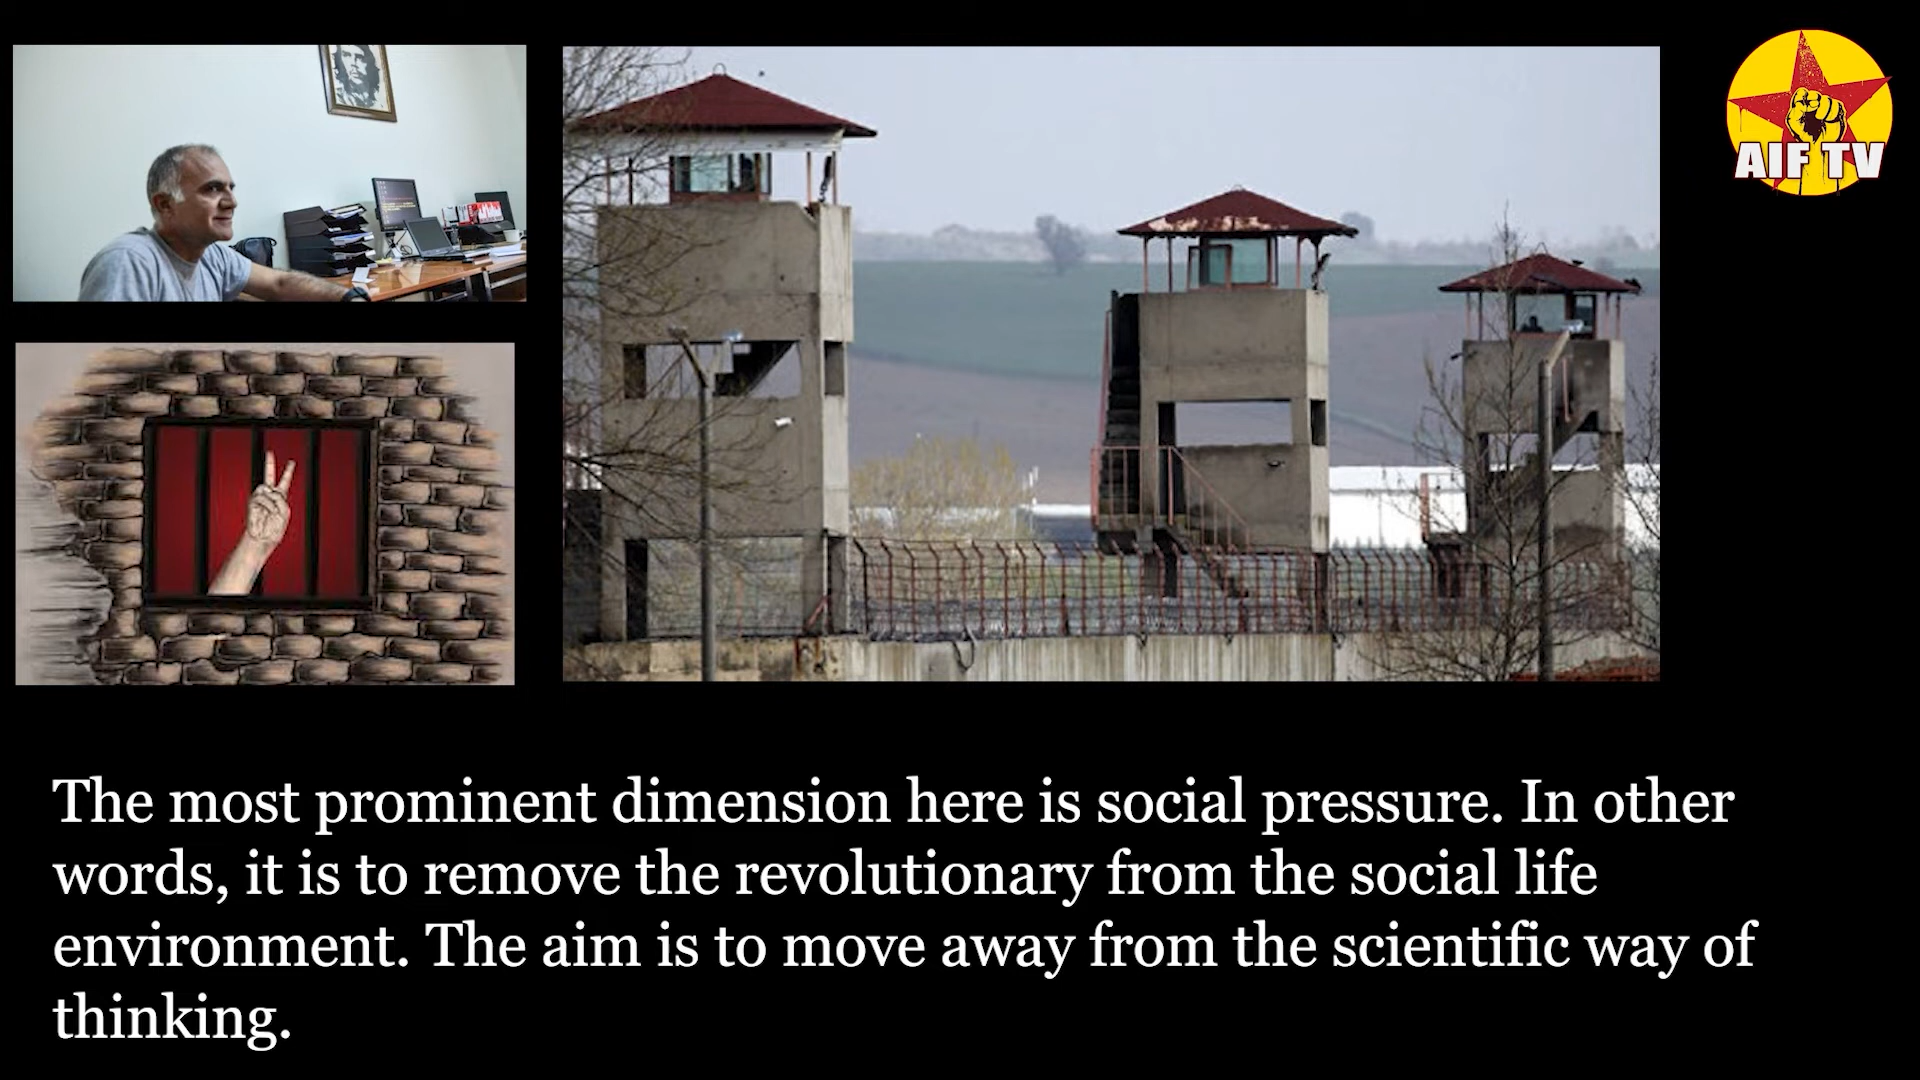 AIF TV
The most prominent dimension here is social pressure. In other
words, it is to remove the revolutionary from the social life
environment. The aim is to move away from the scientific way of
thinking.